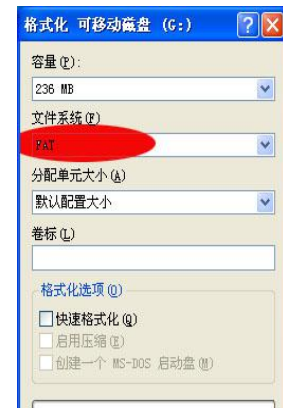 格式化 可移动磁盘 (G:)
容量(P):
236 MB
文件系统(F)
FAT
分配单元大小(A)
默认配置大小
卷标(L)
格式化选项(O)
快速格式化(Q)
启用压缩(E)
创建一个 MS-DOS 启动盘(M)